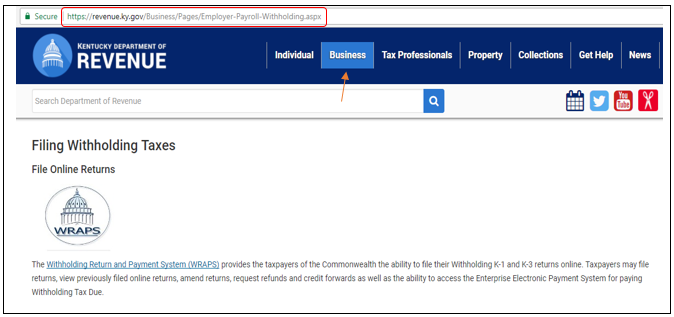 Secure https://revenue.ky.gov/Business/Pages/Employer-Payroll-Withholding.aspx
KENTUCKY DEPARTMENT OF
REVENUE
Individual Business Tax Professionals Property Collections Get Help News
Search Department of Revenue
You
Tube
Filing Withholding Taxes
File Online Returns
WRAPS
The Withholding Return and Payment System (WRAPS) provides the taxpayers of the Commonwealth the ability to file their Withholding K-1 and K-3 returns online. Taxpayers may file
returns, view previously filed online returns, amend returns, request refunds and credit forwards as well as the ability to access the Enterprise Electronic Payment System for paying
Withholding Tax Due.